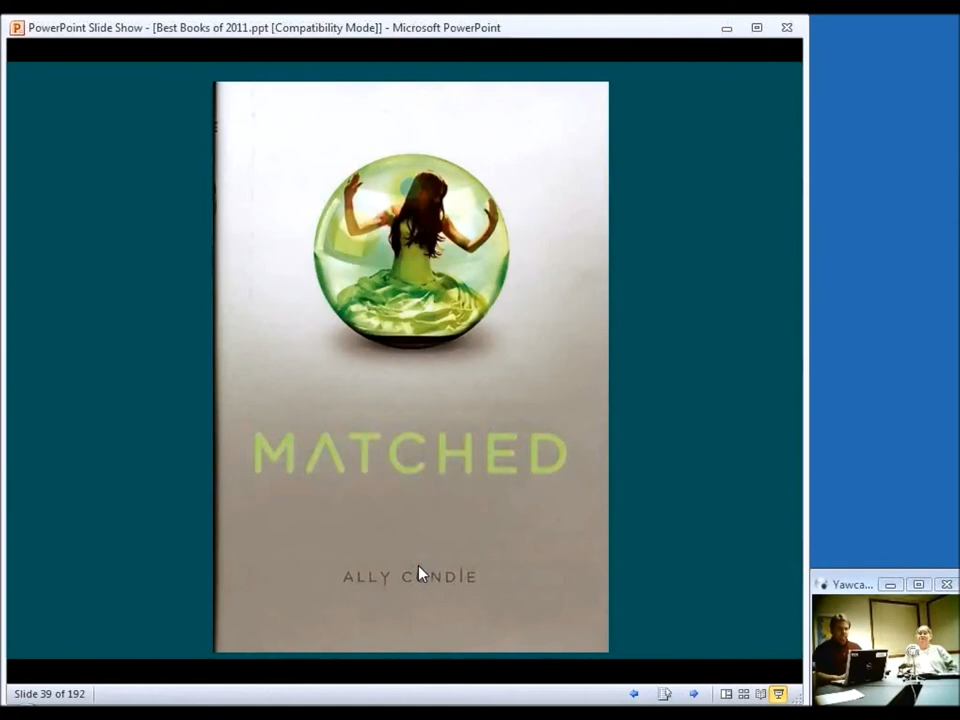 PowerPoint Slide Show - [Best Books of 2011.ppt [Compatibility Mode]] - Microsoft PowerPoint
MATCHED
ALLY CONDIE
Slide 39 of 192
Yawca...